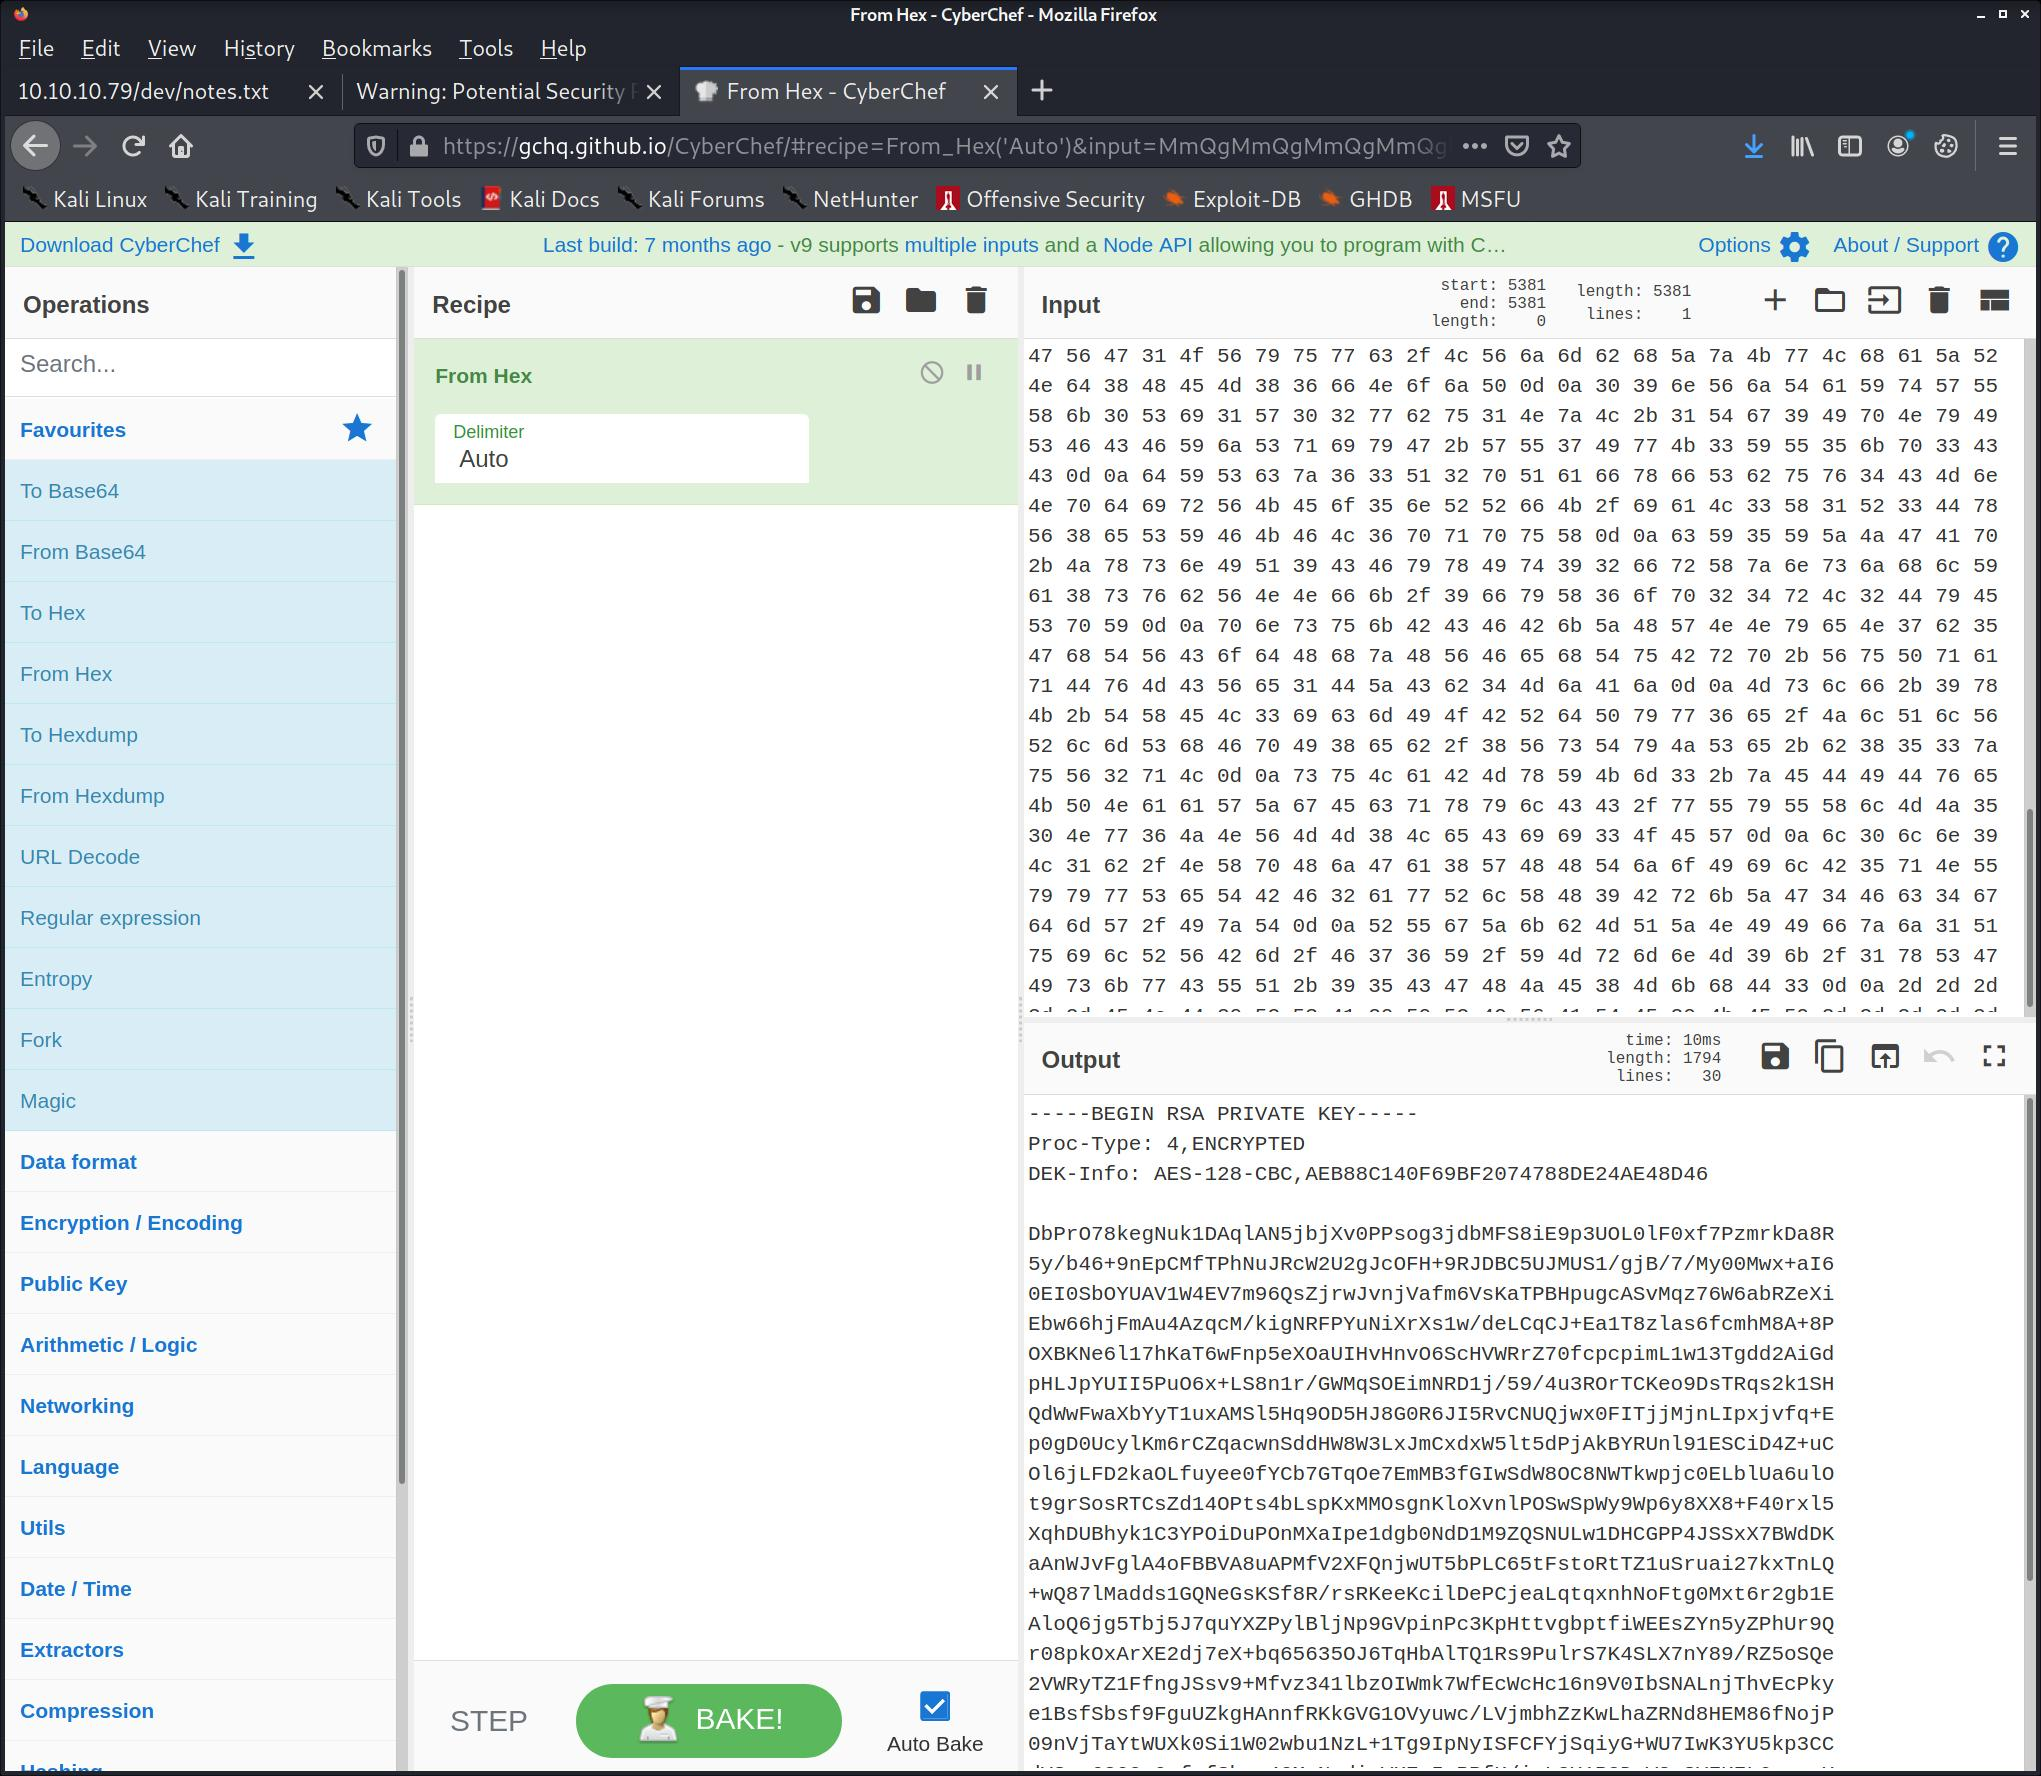 From Hex - CyberChef - Mozilla Firefox
File Edit View History Bookmarks Tools Help
10.10.10.79/dev/notes.txt
Warning: Potential Security
From Hex - CyberChef
https://gchq.github.io/CyberChef/#recipe=From_Hex('Auto')&input=MmQgMmQgMmQgMmQgMmQg
Kali Linux Kali Training Kali Tools Kali Docs Kali Forums NetHunter Offensive Security Exploit-DB GHDB MSFU
Download CyberChef
Last build: 7 months ago - v9 supports multiple inputs and a Node API allowing you to program with C…
Options
About / Support
Operations
Search...
Favourites
To Base64
From Base64
To Hex
From Hex
To Hexdump
From Hexdump
URL Decode
Regular expression
Entropy
Fork
Magic
Data format
Encryption / Encoding
Public Key
Arithmetic / Logic
Networking
Language
Utils
Date / Time
Extractors
Compression
Hashing
Recipe
From Hex
Delimiter
Auto
STEP
BAKE!
Auto Bake
Input
start: 5381
end: 5381
length: 0
length: 5381
lines: 1
47 56 47 31 4f 56 79 75 77 63 2f 4c 56 6a 6d 62 68 5a 7a 4b 77 4c 68 61 5a 52
4e 64 38 48 45 4d 38 36 66 4e 6f 6a 50 0d 0a 30 39 6e 56 6a 54 61 59 74 57 55
58 6b 30 53 69 31 57 30 32 77 62 75 31 4e 7a 4c 2b 31 54 67 39 49 70 4e 79 49
53 46 43 46 59 6a 53 71 69 79 47 2b 57 55 37 49 77 4b 33 59 55 35 6b 70 33 43
43 0d 0a 64 59 53 63 7a 36 33 51 32 70 51 61 66 78 66 53 62 75 76 34 43 4d 6e
4e 70 64 69 72 56 4b 45 6f 35 6e 52 52 66 4b 2f 69 61 4c 33 58 31 52 33 44 78
56 38 65 53 59 46 4b 46 4c 36 70 71 70 75 58 0d 0a 63 59 35 59 5a 4a 47 41 70
2b 4a 78 73 6e 49 51 39 43 46 79 78 49 74 39 32 66 72 58 7a 6e 73 6a 68 6c 59
61 38 73 76 62 56 4e 4e 66 6b 2f 39 66 79 58 36 6f 70 32 34 72 4c 32 44 79 45
53 70 59 0d 0a 70 6e 73 75 6b 42 43 46 42 6b 5a 48 57 4e 4e 79 65 4e 37 62 35
47 68 54 56 43 6f 64 48 68 7a 48 56 46 65 68 54 75 42 72 70 2b 56 75 50 71 61
71 44 76 4d 43 56 65 31 44 5a 43 62 34 4d 6a 41 6a 0d 0a 4d 73 6c 66 2b 39 78
4b 2b 54 58 45 4c 33 69 63 6d 49 4f 42 52 64 50 79 77 36 65 2f 4a 6c 51 6c 56
52 6c 6d 53 68 46 70 49 38 65 62 2f 38 56 73 54 79 4a 53 65 2b 62 38 35 33 7a
75 56 32 71 4c 0d 0a 73 75 4c 61 42 4d 78 59 4b 6d 33 2b 7a 45 44 49 44 76 65
4b 50 4e 61 61 57 5a 67 45 63 71 78 79 6c 43 43 2f 77 55 79 55 58 6c 4d 4a 35
30 4e 77 36 4a 4e 56 4d 4d 38 4c 65 43 69 69 33 4f 45 57 0d 0a 6c 30 6c 6e 39
4c 31 62 2f 4e 58 70 48 6a 47 61 38 57 48 48 54 6a 6f 49 69 6c 42 35 71 4e 55
79 79 77 53 65 54 42 46 32 61 77 52 6c 58 48 39 42 72 6b 5a 47 34 46 63 34 67
64 6d 57 2f 49 7a 54 0d 0a 52 55 67 5a 6b 62 4d 51 5a 4e 49 49 66 7a 6a 31 51
75 69 6c 52 56 42 6d 2f 46 37 36 59 2f 59 4d 72 6d 6e 4d 39 6b 2f 31 78 53 47
49 73 6b 77 43 55 51 2b 39 35 43 47 48 4a 45 38 4d 6b 68 44 33 0d 0a 2d 2d 2d
Output
time: 10ms
length: 1794
lines: 30
-----BEGIN RSA PRIVATE KEY-----
Proc-Type: 4,ENCRYPTED
DEK-Info: AES-128-CBC,AEB88C140F69BF2074788DE24AE48D46

DbPrO78kegNuk1DAqlAN5jbjXv0PPsog3jdbMFS8iE9p3UOL0lF0xf7PzmrkDa8R
5y/b46+9nEpCMfTPhNuJRcW2U2gJcOFH+9RJDBC5UJMUS1/gjB/7/My00Mwx+aI6
0EI0SbOYUAV1W4EV7m96QsZjrwJvnjVafm6VsKaTPBHpugcASvMqz76W6abRZeXi
Ebw66hjFmAu4AzqcM/kigNRFPYuNiXrXs1w/deLCqCJ+Ea1T8zlas6fcmhM8A+8P
OXBKNe6l17hKaT6wFnp5eXOaUIHvHnvO6ScHVWRrZ70fcpcpimL1w13Tgdd2AiGd
pHLJpYUII5PuO6x+LS8n1r/GWMqSOEimNRD1j/59/4u3ROrTCKeo9DsTRqs2k1SH
QdWwFwaXbYyT1uxAMSl5Hq9OD5HJ8G0R6JI5RvCNUQjwx0FITjjMjnLIpxjvfq+E
p0gD0UcylKm6rCZqacwnSddHW8W3LxJmCxdxW5lt5dPjAkBYRUnl91ESCiD4Z+uC
Ol6jLFD2kaOLfuyee0fYCb7GTqOe7EmMB3fGIwSdW8OC8NWTkwpjc0ELblUa6ulO
t9grSosRTCsZd14OPts4bLspKxMMOsgnKloXvnlPOSwSpWy9Wp6y8XX8+F40rxl5
XqhDUBhyk1C3YPOiDuPOnMXaIpe1dgb0NdD1M9ZQSNULw1DHCGPP4JSSxX7BWdDK
aAnWJvFglA4oFBBVA8uAPMfV2XFQnjwUT5bPLC65tFstoRtTZ1uSruai27kxTnLQ
+wQ87lMadds1GQNeGsKSf8R/rsRKeeKcilDePCjeaLqtqxnhNoFtg0Mxt6r2gb1E
AloQ6jg5Tbj5J7quYXZPylBljNp9GVpinPc3KpHttvgbptfiWEEsZYn5yZPhUr9Q
r08pkOxArXE2dj7eX+bq65635OJ6TqHbAlTQ1Rs9PulrS7K4SLX7nY89/RZ5oSQe
2VWRyTZ1FfngJSsv9+Mfvz341lbzOIWmk7WfEcWcHc16n9V0IbSNALnjThvEcPky
e1BsfSbsf9FguUZkgHAnnfRKkGVG1OVyuwc/LVjmbhZzKwLhaZRNd8HEM86fNojP
09nVjTaYtWUXk0Si1W02wbu1NzL+1Tg9IpNyISFCFYjSqiyG+WU7IwK3YU5kp3CC